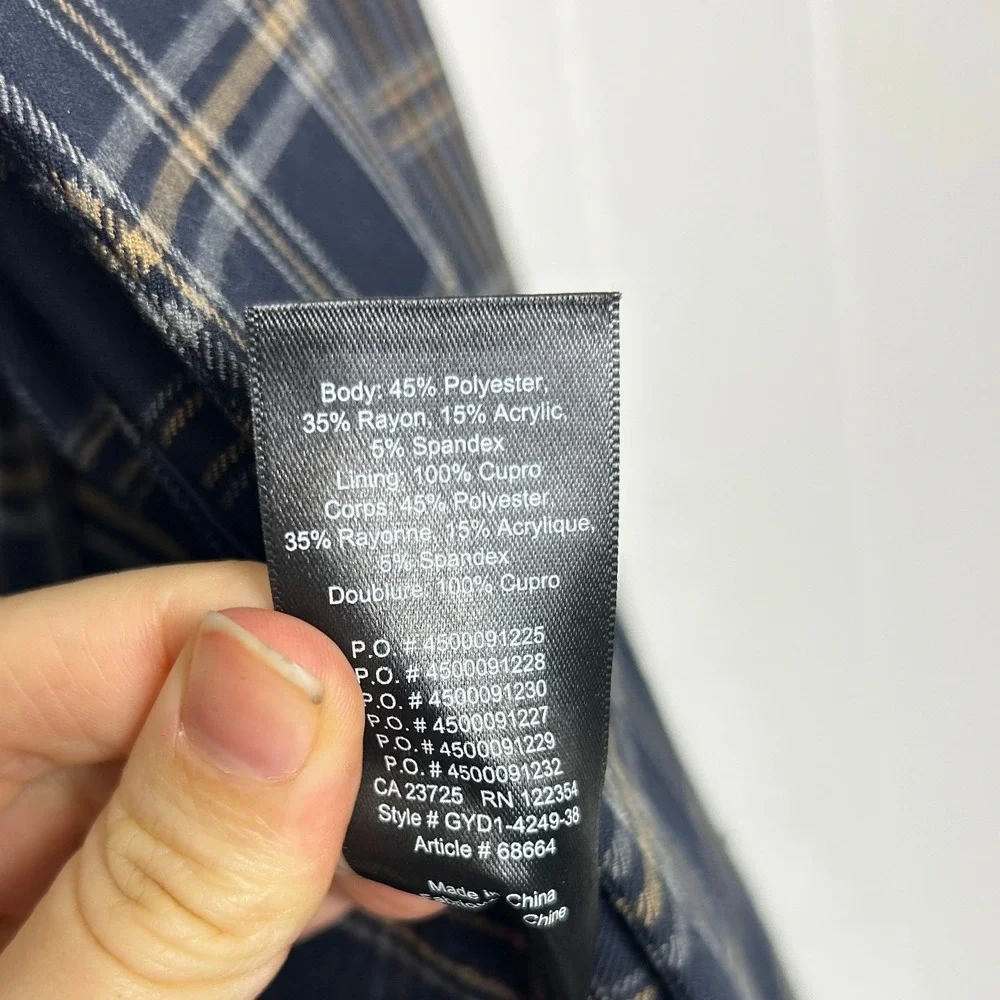 Body: 45% Polyester,
35% Rayon, 15% Acrylic,
5% Spandex
Lining: 100% Cupro
Corps: 45% Polyester
35% Rayonne, 15% Acrylique,
5% Spandex
Doublure: 100% Cupro
P.O. # 4500091225
P.O. # 4500091228
P.O. # 4500091230
P.O. # 4500091227
P.O. # 4500091229
P.O. # 4500091232
CA 23725 RN 122354
Style # GYD1-4249-38
Article # 68664
Made in China
Chine